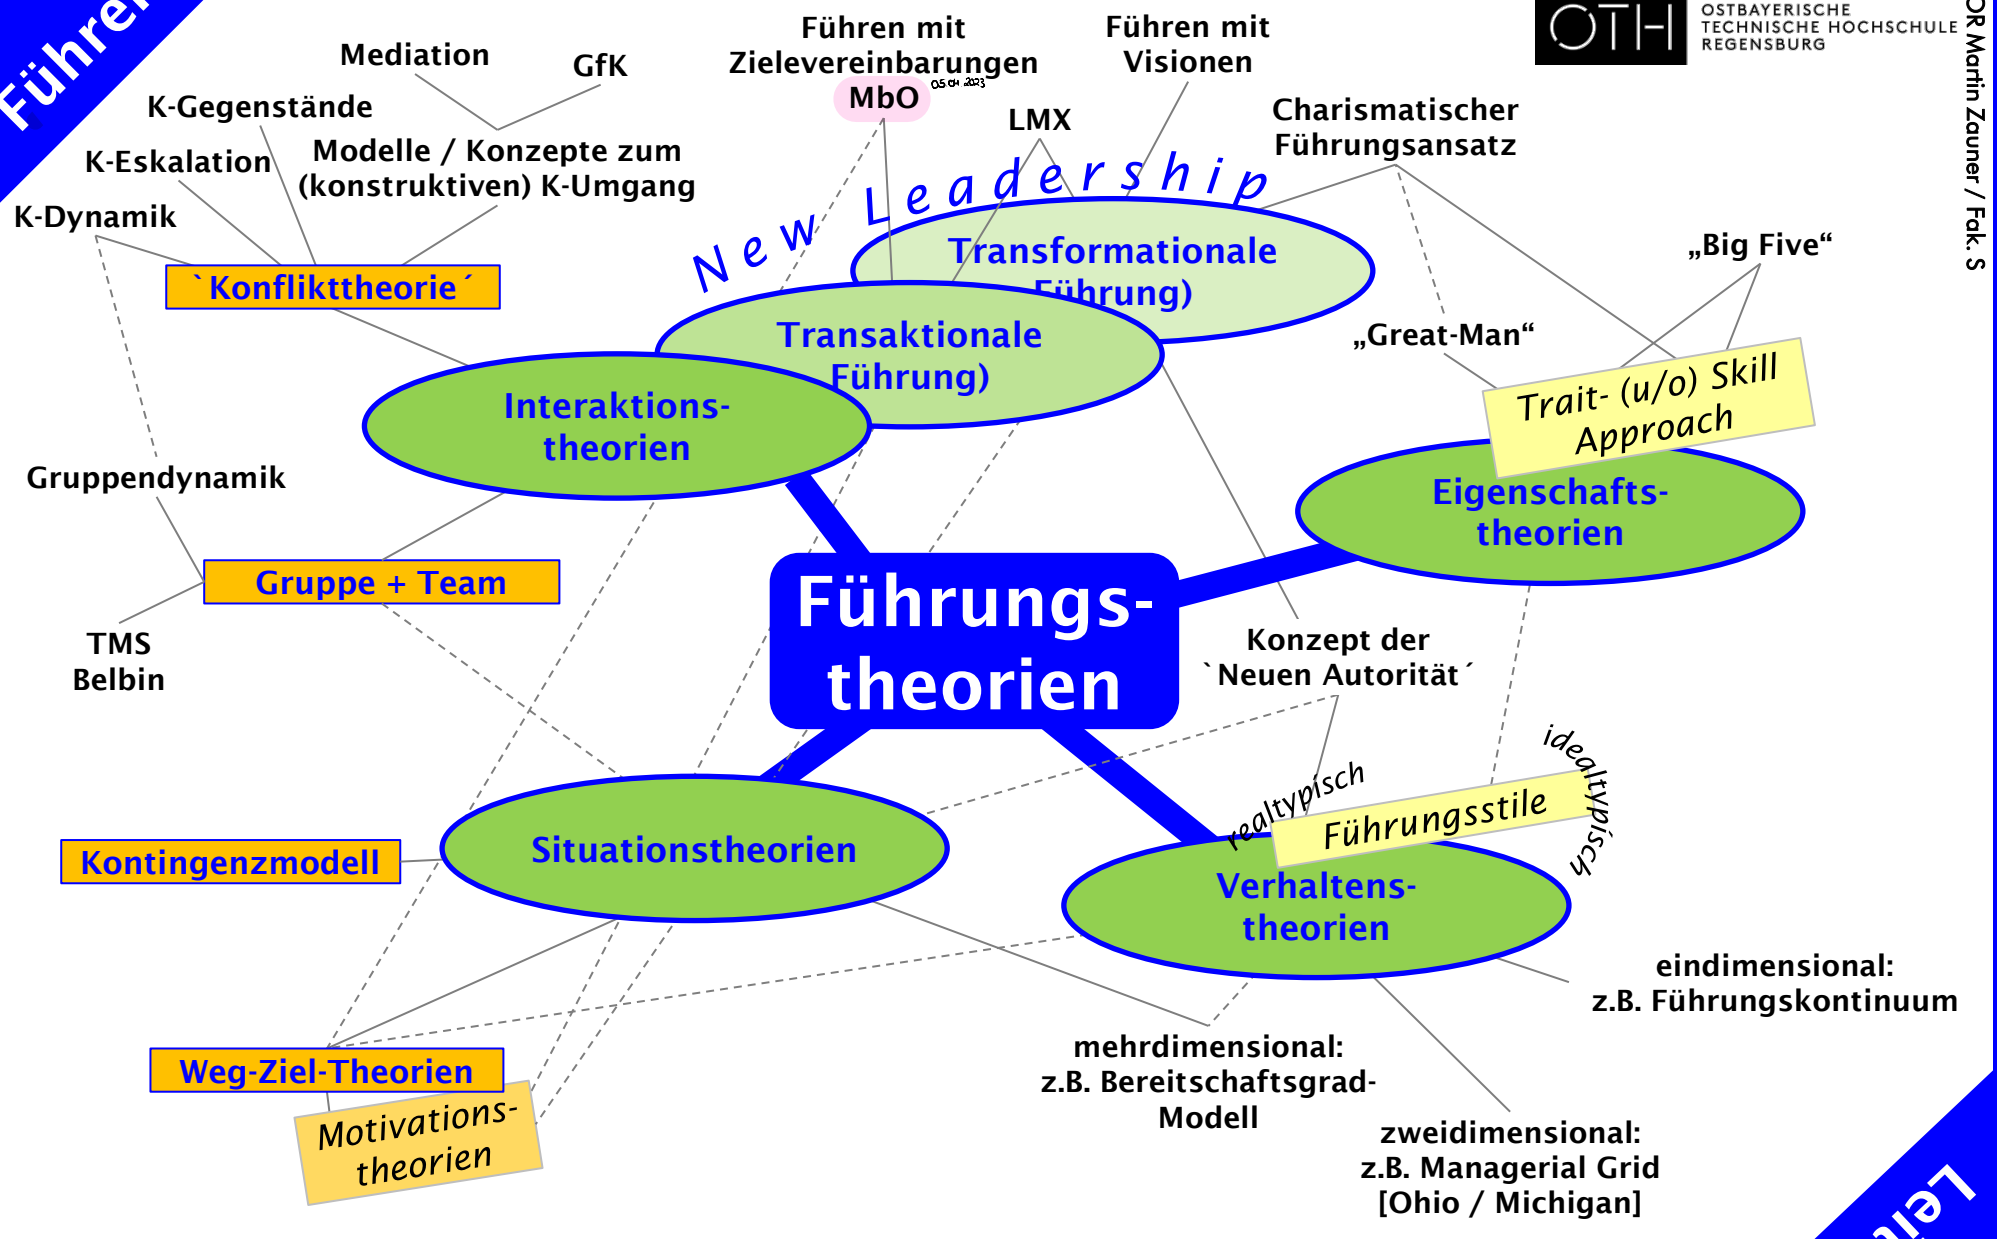 Führen
OSTBAYERISCHE
TECHNISCHE HOCHSCHULE
REGENSBURG
OTH
OR Martin Zauner / Fak. S
Mediation
GfK
Führen mit
Zielevereinbarungen
MbO
05.04.2023
Führen mit
Visionen
LMX
Charismatischer
Führungsansatz
K-Gegenstände
K-Eskalation
Modelle / Konzepte zum
(konstruktiven) K-Umgang
K-Dynamik
New Leadership
`Konflikttheorie´
Transformationale
Führung)
„Big Five“
„Great-Man“
Transaktionale
Führung)
Trait- (u/o) Skill
Approach
Interaktions-
theorien
Eigenschafts-
theorien
Gruppendynamik
Gruppe + Team
Führungs-
theorien
TMS
Belbin
Konzept der
`Neuen Autorität´
realtypisch
idealtypisch
Führungsstile
Kontingenzmodell
Situationstheorien
Verhaltens-
theorien
eindimensional:
z.B. Führungskontinuum
Weg-Ziel-Theorien
Motivations-
theorien
mehrdimensional:
z.B. Bereitschaftsgrad-
Modell
zweidimensional:
z.B. Managerial Grid
[Ohio / Michigan]